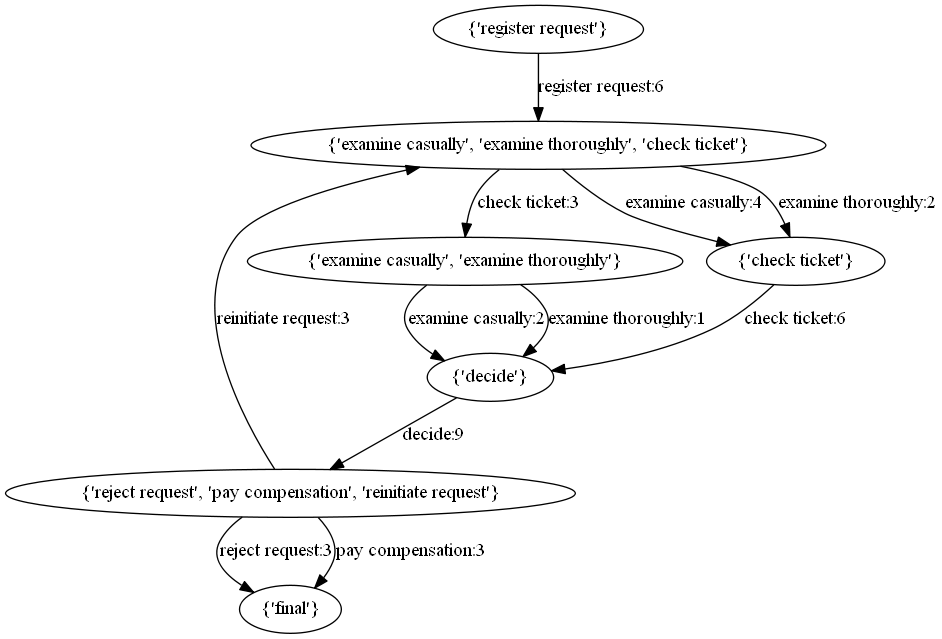 {'register request'}
register request:6
{'examine casually', 'examine thoroughly', 'check ticket'}
check ticket:3
examine casually:4
examine thoroughly:2
{'examine casually', 'examine thoroughly'}
{'check ticket'}
reinitiate request:3
examine casually:2
examine thoroughly:1
check ticket:6
{'decide'}
decide:9
{'reject request', 'pay compensation', 'reinitiate request'}
reject request:3
pay compensation:3
{'final'}